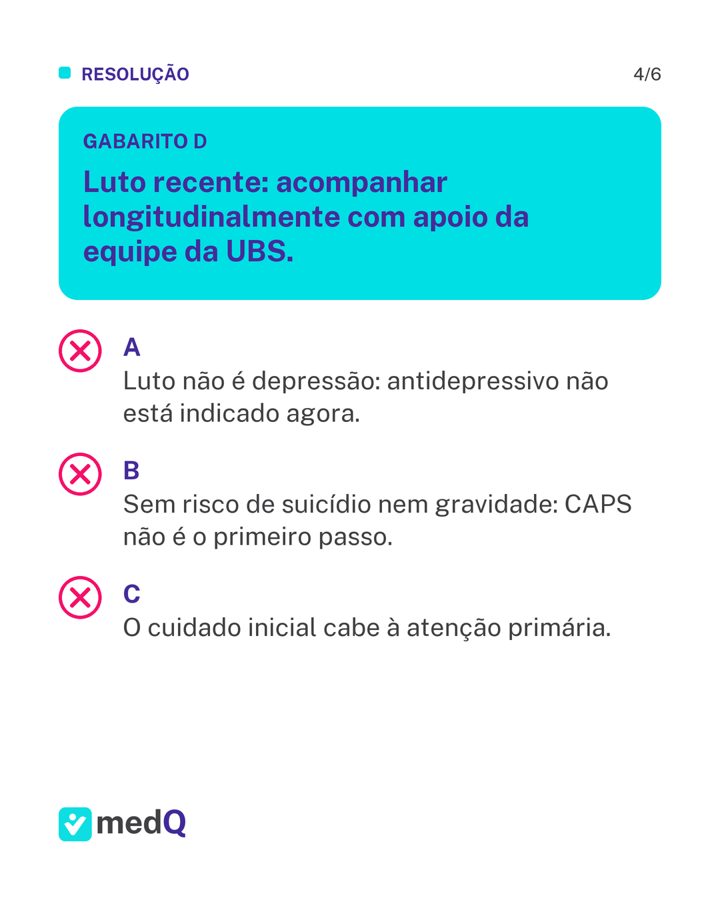 RESOLUÇÃO
4/6
GABARITO D
Luto recente: acompanhar
longitudinalmente com apoio da
equipe da UBS.
A
Luto não é depressão: antidepressivo não
está indicado agora.
B
Sem risco de suicídio nem gravidade: CAPS
não é o primeiro passo.
C
O cuidado inicial cabe à atenção primária.
medQ